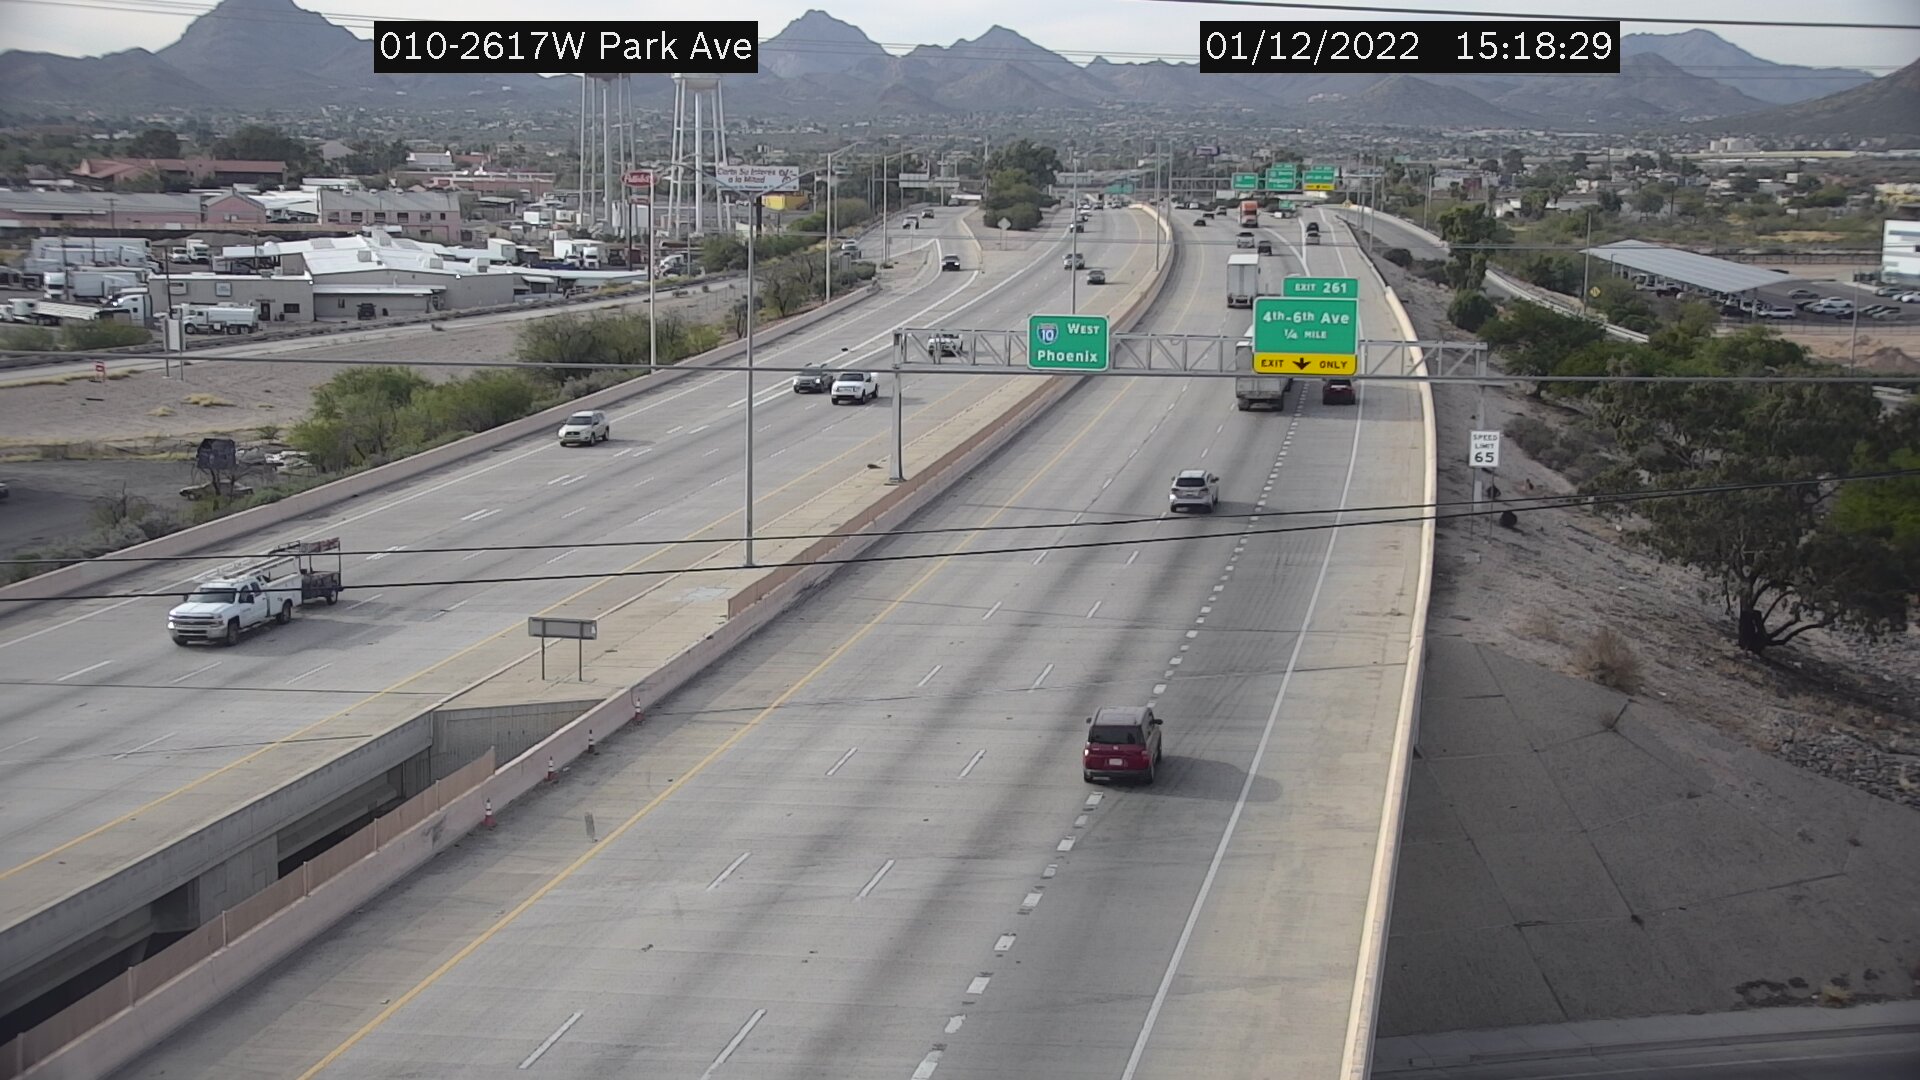 010-2617W Park Ave
01/12/2022 15:18:29
EXIT 261
4th-6th Ave
1/4 MILE
EXIT ONLY
10 WEST
Phoenix
SPEED
LIMIT
65